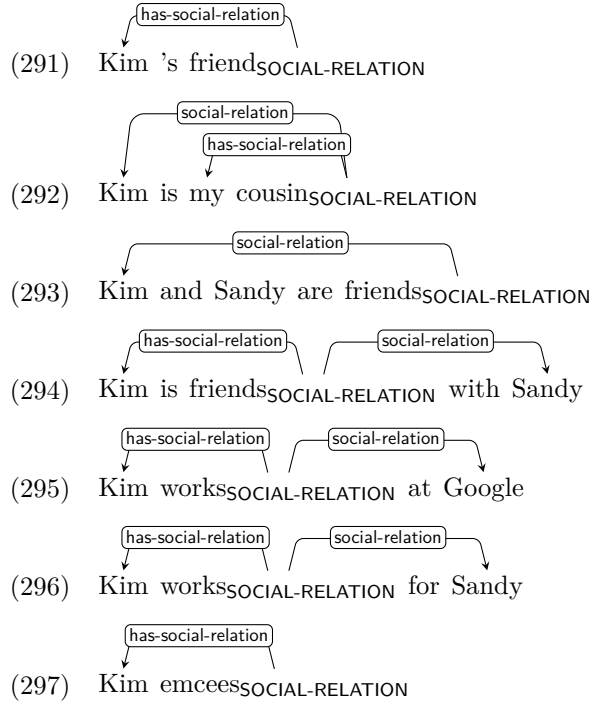 has-social-relation
(291) Kim 's friendSOCIAL-RELATION
social-relation
has-social-relation
(292) Kim is my cousinSOCIAL-RELATION
social-relation
(293) Kim and Sandy are friendsSOCIAL-RELATION
has-social-relation social-relation
(294) Kim is friendsSOCIAL-RELATION with Sandy
has-social-relation social-relation
(295) Kim worksSOCIAL-RELATION at Google
has-social-relation social-relation
(296) Kim worksSOCIAL-RELATION for Sandy
has-social-relation
(297) Kim emceesSOCIAL-RELATION